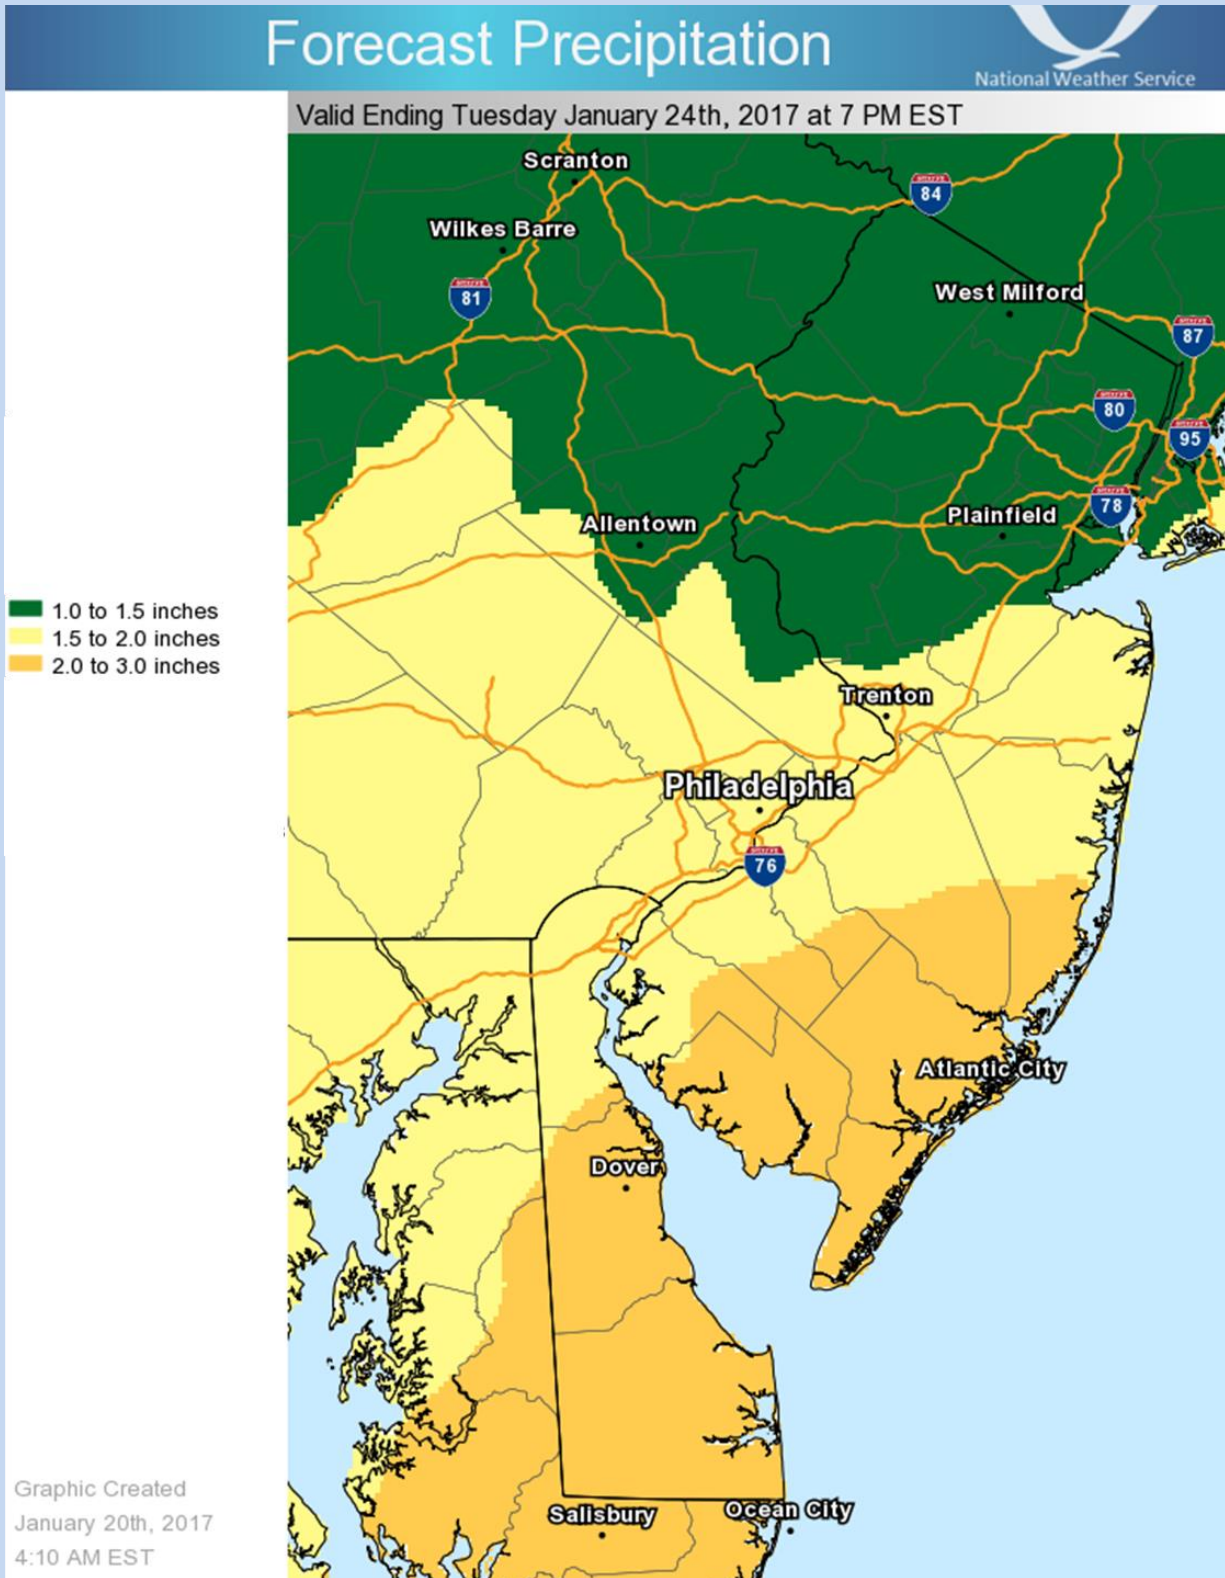 Forecast Precipitation
National Weather Service
Valid Ending Tuesday January 24th, 2017 at 7 PM EST
Scranton
84
Wilkes Barre
81
West Milford
87
80
95
78
Plainfield
Allentown
1.0 to 1.5 inches
1.5 to 2.0 inches
2.0 to 3.0 inches
Trenton
Philadelphia
76
Atlantic City
Dover
Salisbury
Ocean City
Graphic Created
January 20th, 2017
4:10 AM EST